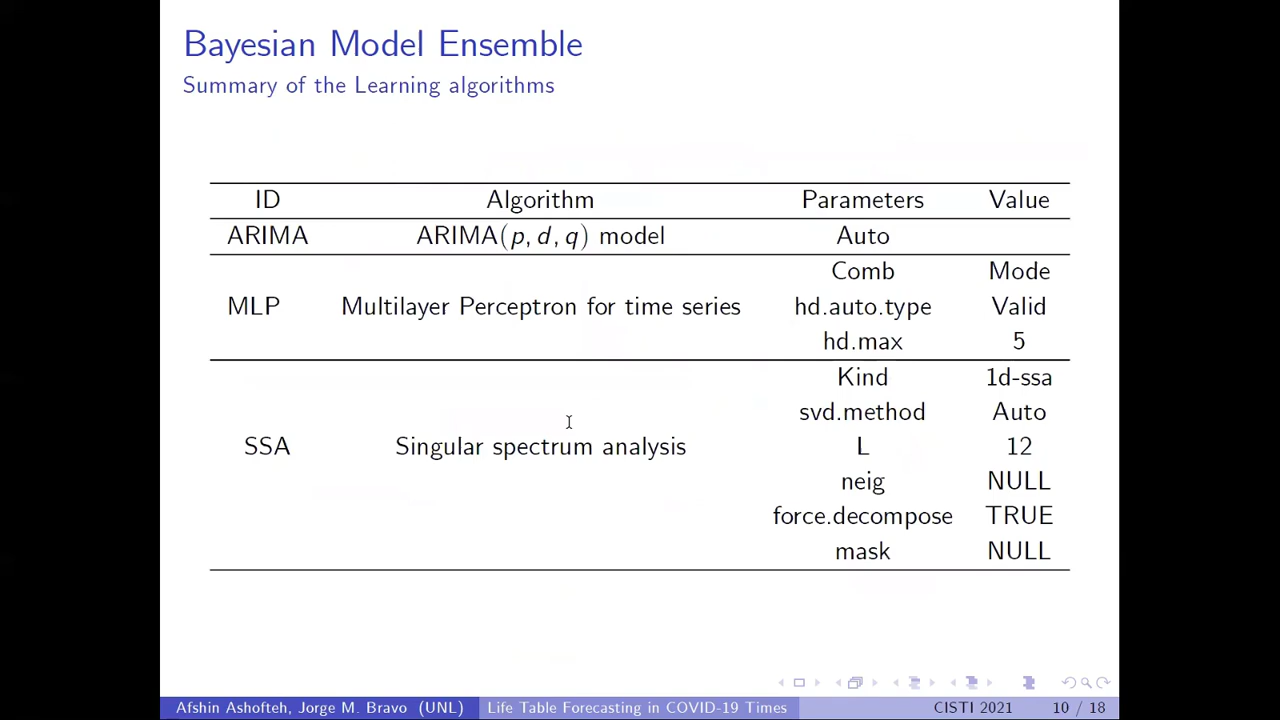 Bayesian Model Ensemble
Summary of the Learning algorithms
ID Algorithm Parameters Value
ARIMA ARIMA(p, d, q) model Auto
Comb Mode
MLP Multilayer Perceptron for time series hd.auto.type Valid
hd.max 5
Kind 1d-ssa
svd.method Auto
SSA Singular spectrum analysis L 12
neig NULL
force.decompose TRUE
mask NULL
Afshin Ashofteh, Jorge M. Bravo (UNL) Life Table Forecasting in COVID-19 Times CISTI 2021 10 / 18